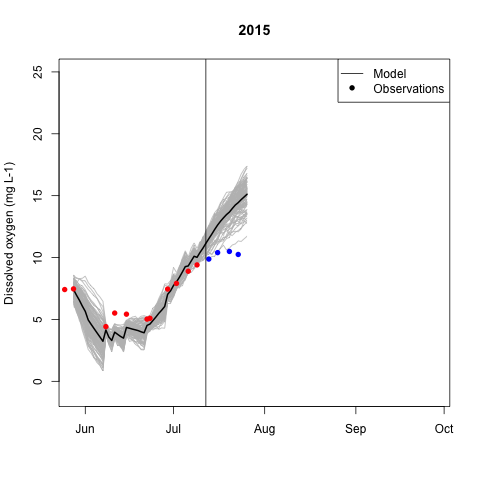 2015
Model
Observations
Dissolved oxygen (mg L-1)
25
20
15
10
5
0
Jun
Jul
Aug
Sep
Oct